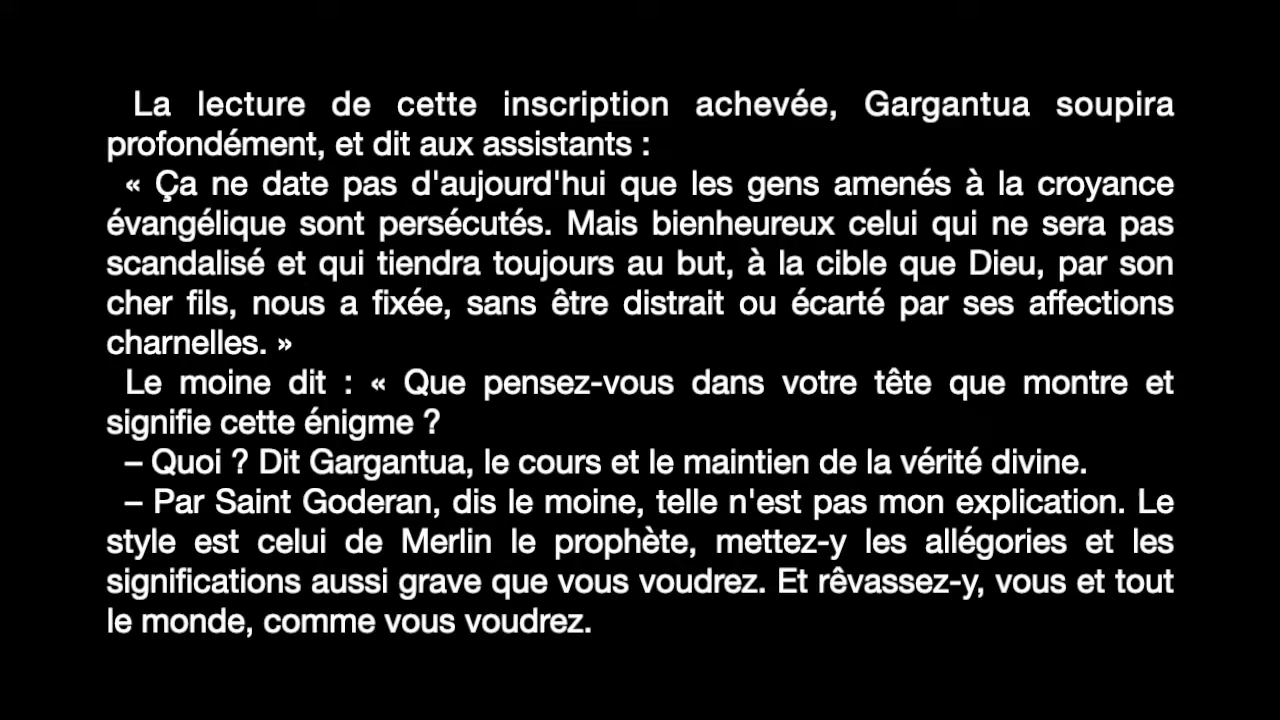 La lecture de cette inscription achevée, Gargantua soupira
profondément, et dit aux assistants :
« Ça ne date pas d'aujourd'hui que les gens amenés à la croyance
évangélique sont persécutés. Mais bienheureux celui qui ne sera pas
scandalisé et qui tiendra toujours au but, à la cible que Dieu, par son
cher fils, nous a fixée, sans être distrait ou écarté par ses affections
charnelles. »
Le moine dit : « Que pensez-vous dans votre tête que montre et
signifie cette énigme ?
– Quoi ? Dit Gargantua, le cours et le maintien de la vérité divine.
– Par Saint Goderan, dis le moine, telle n'est pas mon explication. Le
style est celui de Merlin le prophète, mettez-y les allégories et les
significations aussi grave que vous voudrez. Et rêvassez-y, vous et tout
le monde, comme vous voudrez.